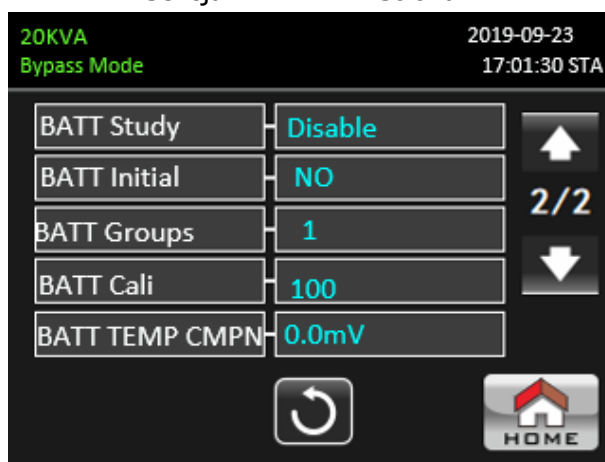 20KVA 2019-09-23
Bypass Mode 17:01:30 STA
BATT Study Disable
BATT Initial NO
2/2
BATT Groups 1
BATT Cali 100
BATT TEMP CMPN 0.0mV
HOME